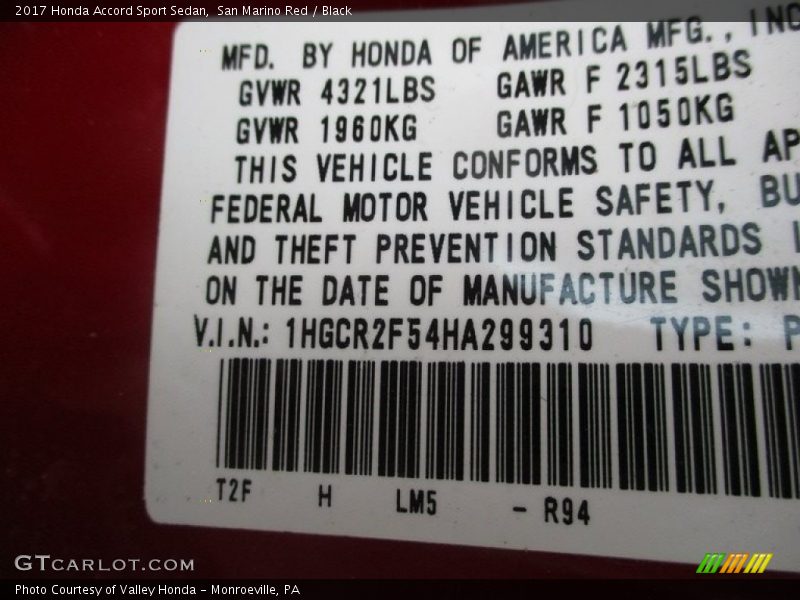 2017 Honda Accord Sport Sedan,  San Marino Red / Black
MFD. BY HONDA OF AMERICA MFG., INC
GVWR 4321LBS GAWR F 2315LBS
GVWR 1960KG GAWR F 1050KG
THIS VEHICLE CONFORMS TO ALL AP
FEDERAL MOTOR VEHICLE SAFETY, BU
AND THEFT PREVENTION STANDARDS I
ON THE DATE OF MANUFACTURE SHOWN
V.I.N.: 1HGCR2F54HA299310 TYPE: P
T2F H LM5 - R94
GTCARLOT.COM
Photo Courtesy of Valley Honda - Monroeville, PA